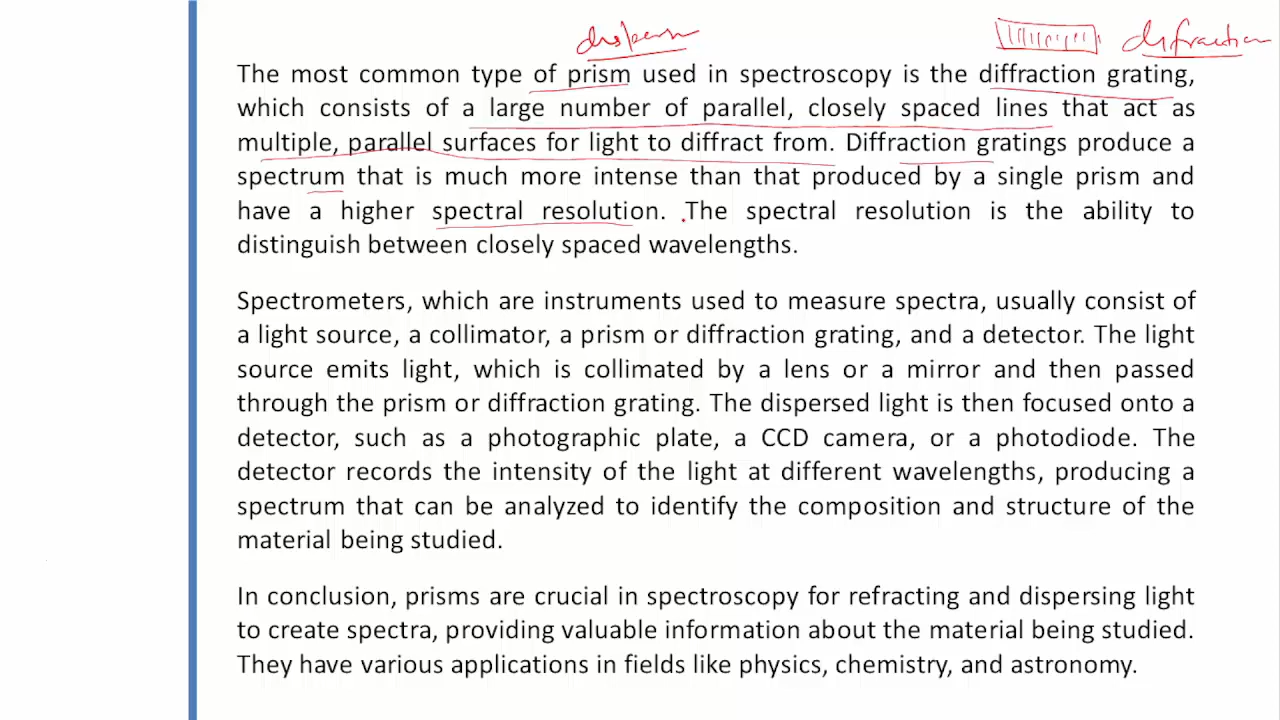 dispersion difraction
The most common type of prism used in spectroscopy is the diffraction grating,
which consists of a large number of parallel, closely spaced lines that act as
multiple, parallel surfaces for light to diffract from. Diffraction gratings produce a
spectrum that is much more intense than that produced by a single prism and
have a higher spectral resolution. The spectral resolution is the ability to
distinguish between closely spaced wavelengths.
Spectrometers, which are instruments used to measure spectra, usually consist of
a light source, a collimator, a prism or diffraction grating, and a detector. The light
source emits light, which is collimated by a lens or a mirror and then passed
through the prism or diffraction grating. The dispersed light is then focused onto a
detector, such as a photographic plate, a CCD camera, or a photodiode. The
detector records the intensity of the light at different wavelengths, producing a
spectrum that can be analyzed to identify the composition and structure of the
material being studied.
In conclusion, prisms are crucial in spectroscopy for refracting and dispersing light
to create spectra, providing valuable information about the material being studied.
They have various applications in fields like physics, chemistry, and astronomy.